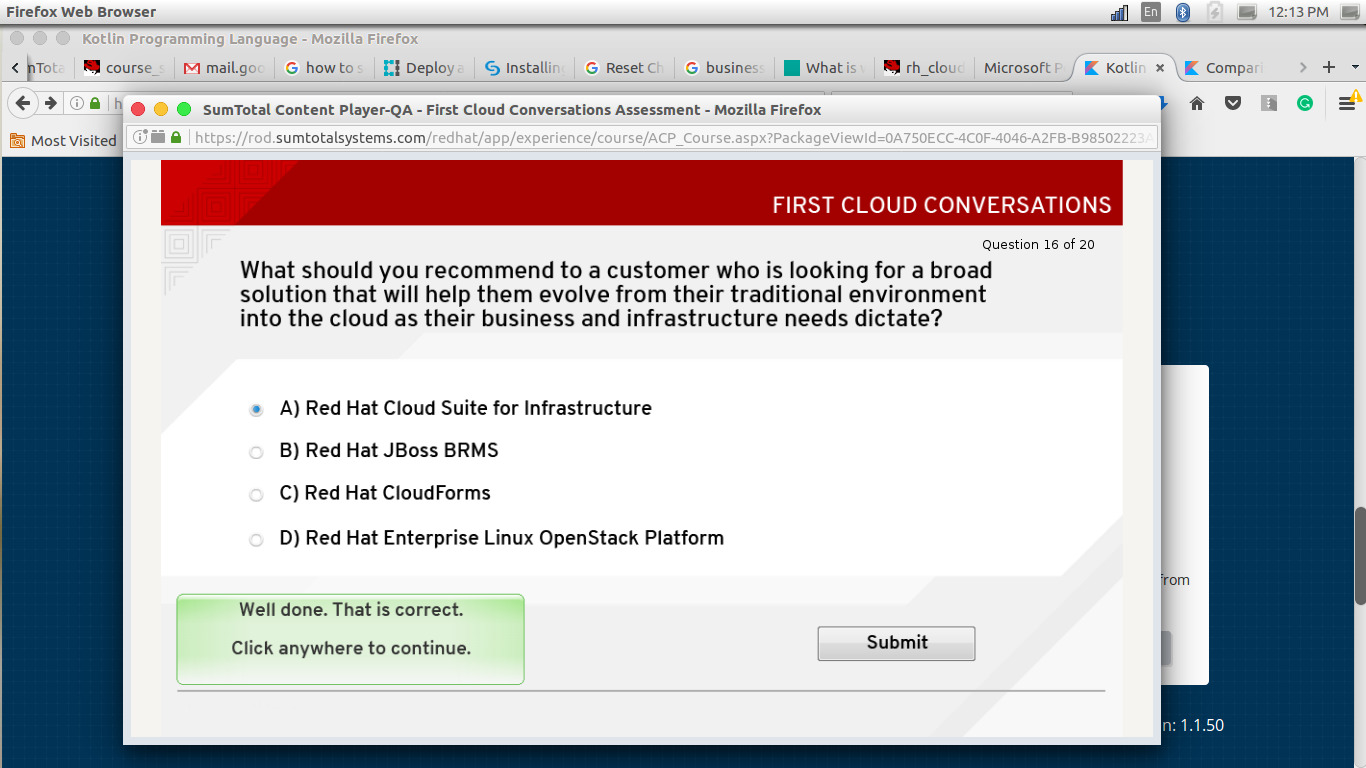 Firefox Web Browser
En
12:13 PM
Kotlin Programming Language - Mozilla Firefox
course_s
mail.goo
how to s
Deploy a
Installin
Reset Ch
business
What is
rh_cloud
Microsoft P
Kotlin
Compari
SumTotal Content Player-QA - First Cloud Conversations Assessment - Mozilla Firefox
https://rod.sumtotalsystems.com/redhat/app/experience/course/ACP_Course.aspx?PackageViewId=0A750ECC-4C0F-4046-A2FB-B98502223A
Most Visited
FIRST CLOUD CONVERSATIONS
Question 16 of 20
What should you recommend to a customer who is looking for a broad
solution that will help them evolve from their traditional environment
into the cloud as their business and infrastructure needs dictate?
A) Red Hat Cloud Suite for Infrastructure
B) Red Hat JBoss BRMS
C) Red Hat CloudForms
D) Red Hat Enterprise Linux OpenStack Platform
from
Well done. That is correct.
Click anywhere to continue.
Submit
n: 1.1.50